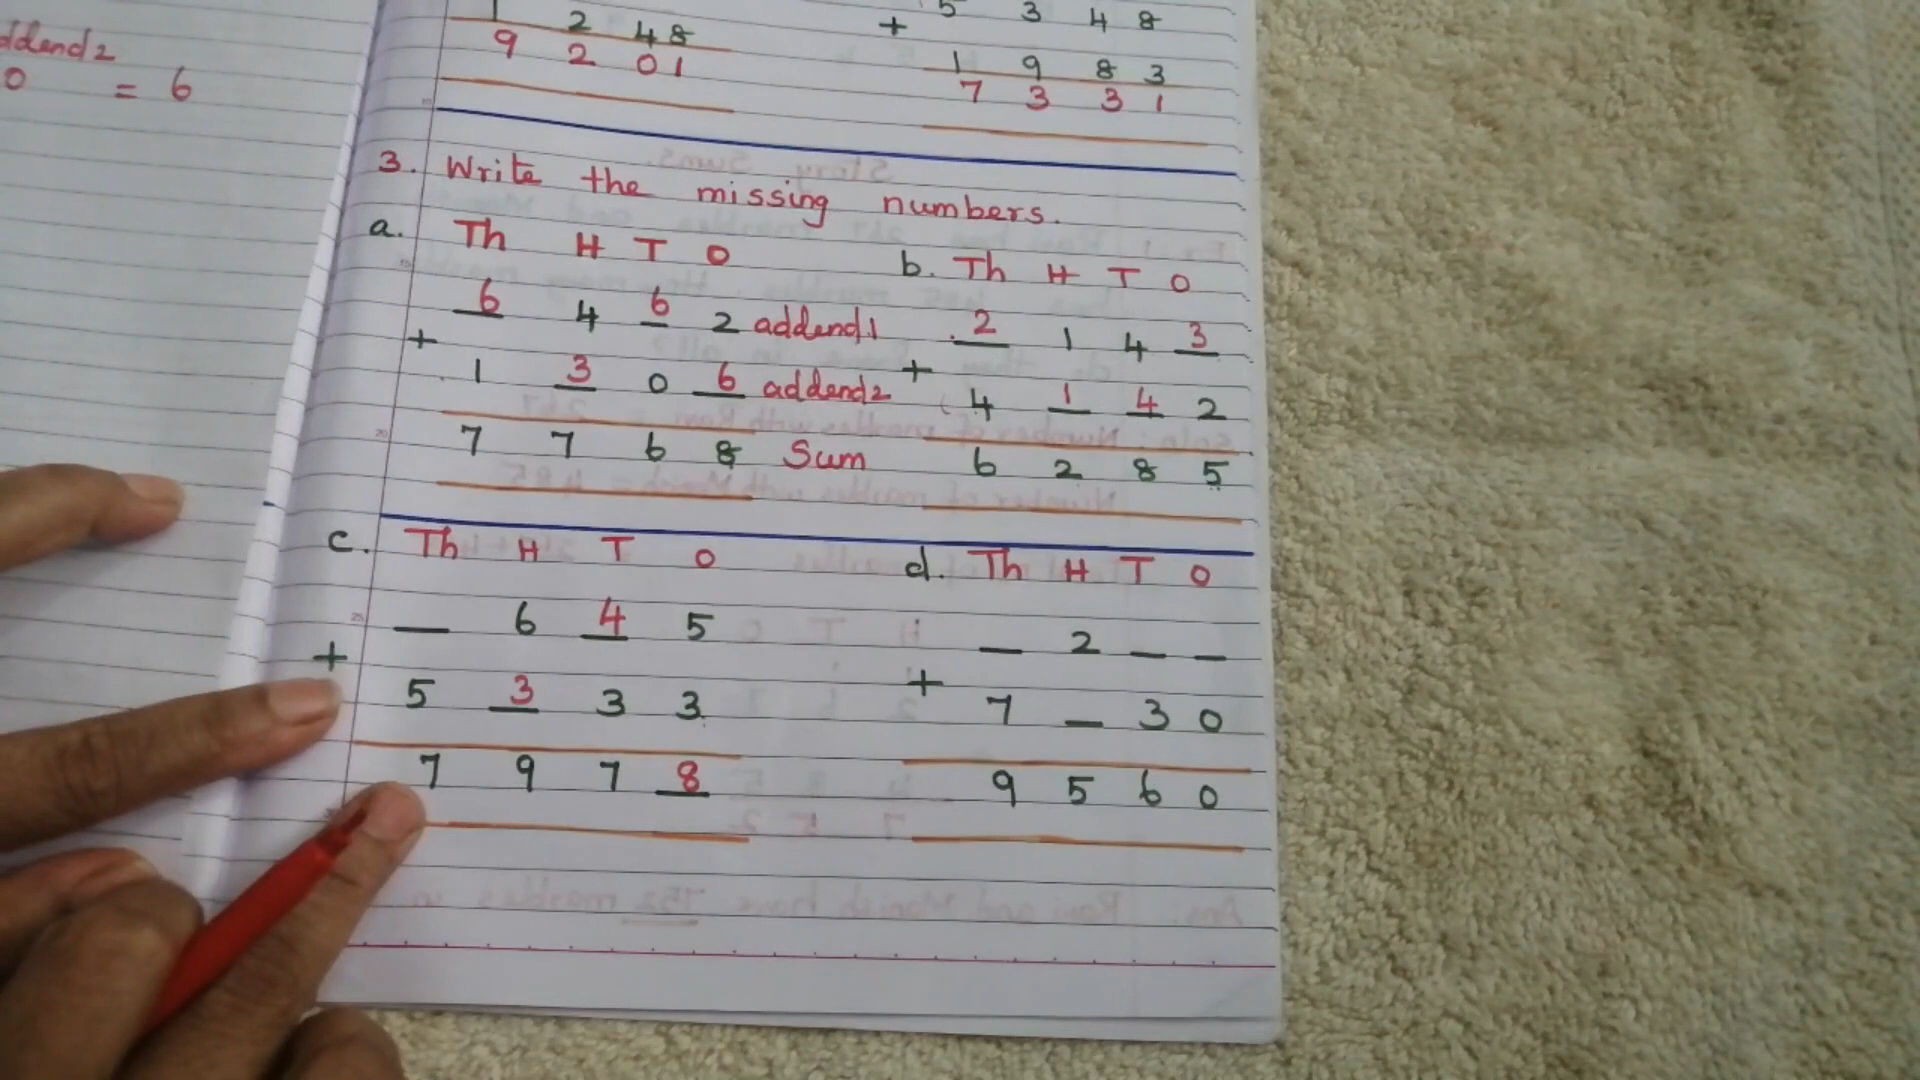 ddend2
0 = 6
1 2 4 8
9 2 0 1
5 3 4 8
+
1 9 8 3
7 3 3 1
3. Write the missing numbers.
a. Th H T O
6 4 6 2 addend1
+
1 3 0 6 addend2
7 7 6 8 Sum
b. Th H T O
2 1 4 3
+
4 1 4 2
6 2 8 5
c. Th H T O
_ 6 4 5
+
5 3 3 3
7 9 7 8
d. Th H T O
_ 2 _ _
+
7 _ 3 0
9 5 6 0